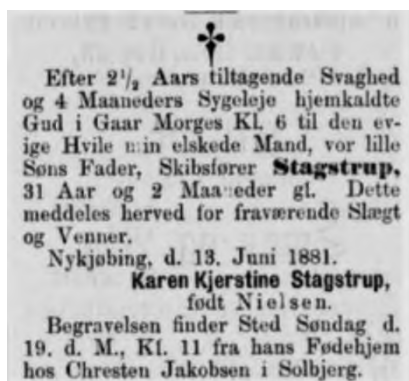 Efter 2½ Aars tiltagende Svaghed
og 4 Maaneders Sygeleje hjemkaldte
Gud i Gaar Morges Kl. 6 til den ev-
ige Hvile min elskede Mand, vor lille
Søns Fader, Skibsfører Stagstrup,
31 Aar og 2 Maaneder gl. Dette
meddeles herved for fraværende Slægt
og Venner.
Nykjøbing, d. 13. Juni 1881.
Karen Kjerstine Stagstrup,
født Nielsen.
Begravelsen finder Sted Søndag d.
19. d. M., Kl. 11 fra hans Fødehjem
hos Chresten Jakobsen i Solbjerg.